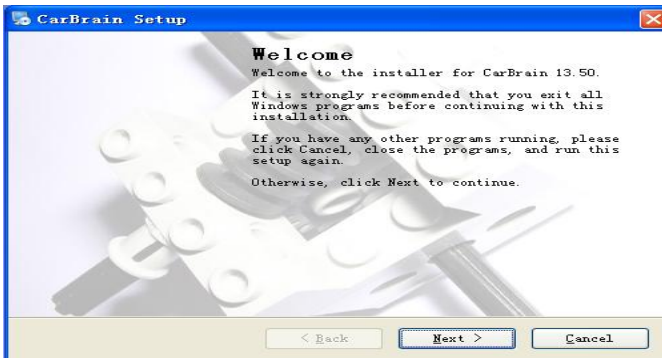 CarBrain Setup
Welcome
Welcome to the installer for CarBrain 13.50.
It is strongly recommended that you exit all
Windows programs before continuing with this
installation.
If you have any other programs running, please
click Cancel, close the programs, and run this
setup again.
Otherwise, click Next to continue.
< Back
Next >
Cancel